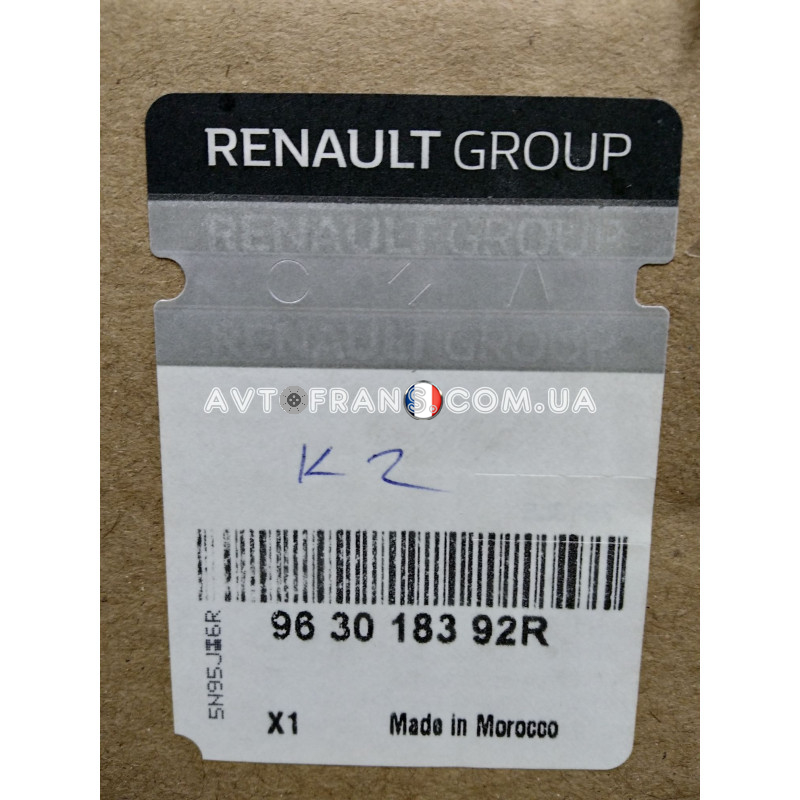 RENAULT GROUP
RENAULT GROUP
RENAULT GROUP
AVTOFRANS.COM.UA
K2
96 30 183 92R
X1 Made in Morocco